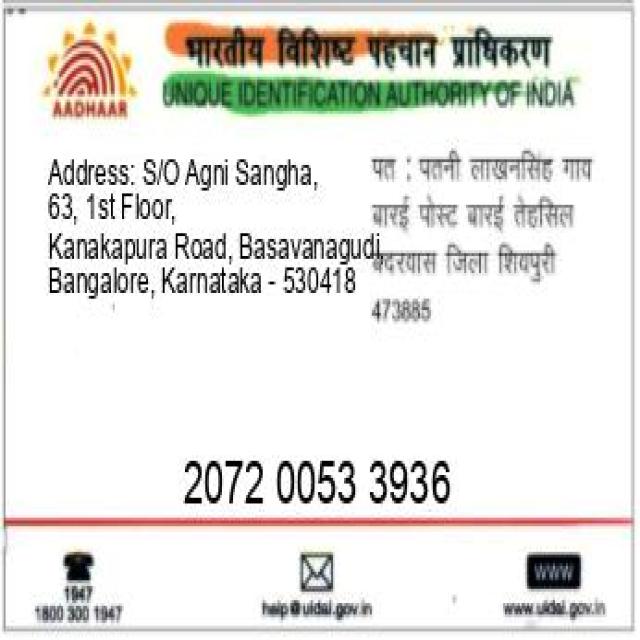 भारतीय विशिष्ट पहचान प्राधिकरण
AADHAAR
UNIQUE IDENTIFICATION AUTHORITY OF INDIA
Address: S/O Agni Sangha,
63, 1st Floor,
Kanakapura Road, Basavanagudi,
Bangalore, Karnataka - 530418
पत : पतनी लाखनसिंह गाव
बारई पोस्ट बारई तेहसिल
बदरवास जिला शिवपुरी
473885
2072 0053 3936
1947
1800 300 1947
help@uidai.gov.in
WWW
www.uidai.gov.in